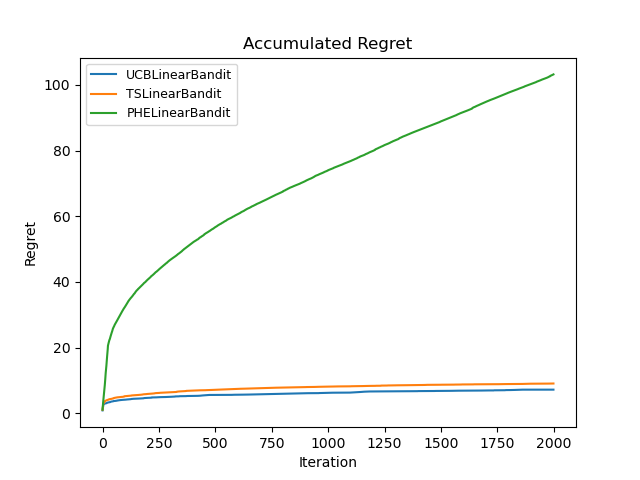 Accumulated Regret
UCBLinearBandit
TSLinearBandit
PHELinearBandit
Regret
100
80
60
40
20
0
0 250 500 750 1000 1250 1500 1750 2000
Iteration